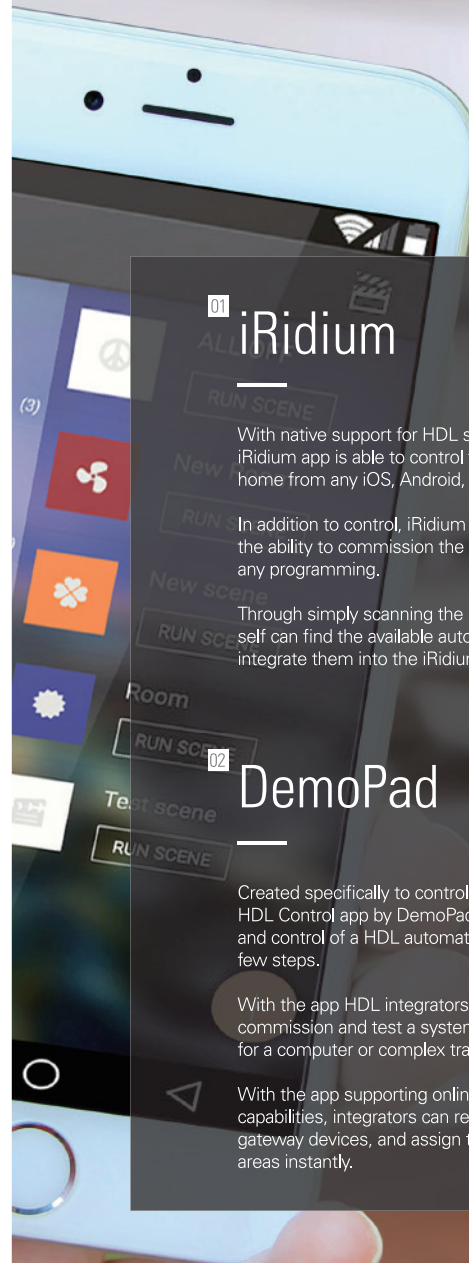 01
iRidium
With native support for HDL s
iRidium app is able to control
home from any iOS, Android,
In addition to control, iRidium
the ability to commission the
any programming.
Through simply scanning the
self can find the available auto
integrate them into the iRidiur
02
DemoPad
Created specifically to control
HDL Control app by DemoPad
and control of a HDL automat
few steps.
With the app HDL integrators
commission and test a system
for a computer or complex tra
With the app supporting onlin
capabilities, integrators can re
gateway devices, and assign t
areas instantly.
(3)
ALL OFF
RUN SCENE
New Room
RUN SCENE
New scene
RUN SCENE
Room
RUN SCENE
Test scene
RUN SCENE